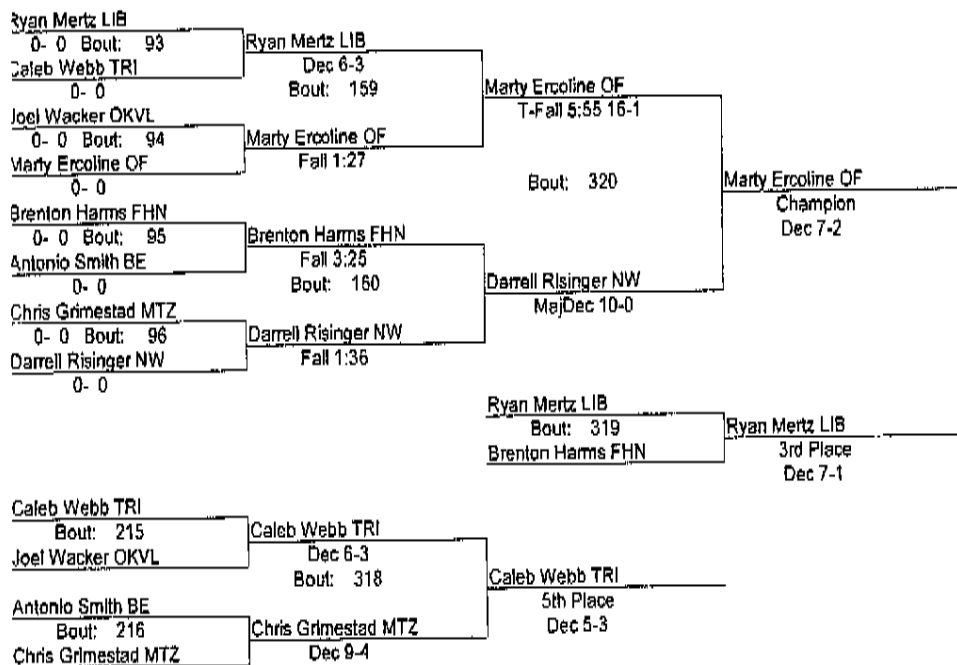 Ryan Mertz LIB
0- 0 Bout: 93
Caleb Webb TRI
0- 0
Joel Wacker OKVL
0- 0 Bout: 94
Marty Ercoline OF
0- 0
Brenton Harms FHN
0- 0 Bout: 95
Antonio Smith BE
0- 0
Chris Grimestad MTZ
0- 0 Bout: 96
Darrell Risinger NW
0- 0
Ryan Mertz LIB
Dec 6-3
Bout: 159
Marty Ercoline OF
Fall 1:27
Brenton Harms FHN
Fall 3:25
Bout: 160
Darrell Risinger NW
Fall 1:36
Marty Ercoline OF
T-Fall 5:55 16-1
Bout: 320
Darrell Risinger NW
MajDec 10-0
Marty Ercoline OF
Champion
Dec 7-2
Ryan Mertz LIB
Bout: 319
Brenton Harms FHN
Ryan Mertz LIB
3rd Place
Dec 7-1
Caleb Webb TRI
Bout: 215
Joel Wacker OKVL
Antonio Smith BE
Bout: 216
Chris Grimestad MTZ
Caleb Webb TRI
Dec 6-3
Bout: 318
Chris Grimestad MTZ
Dec 9-4
Caleb Webb TRI
5th Place
Dec 5-3